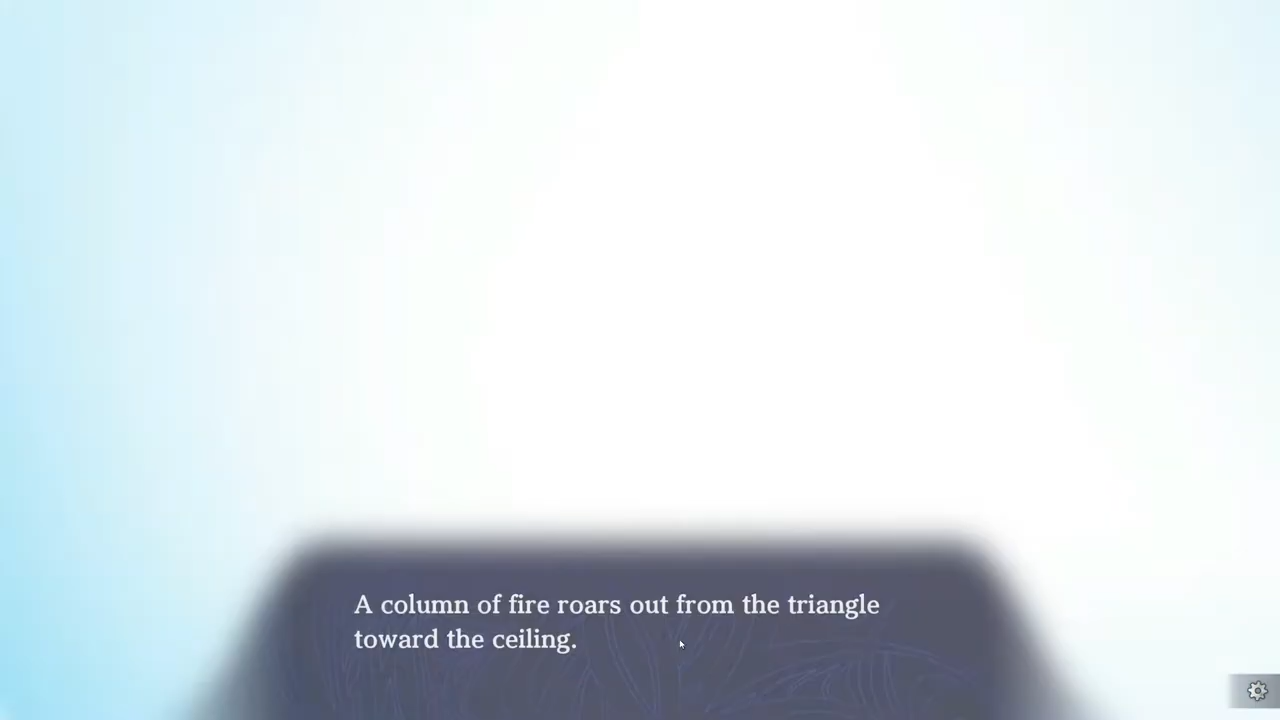 A column of fire roars out from the triangle
toward the ceiling.